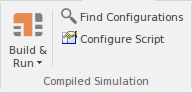 Find Configurations
Configure Script
Build &
Run
Compiled Simulation